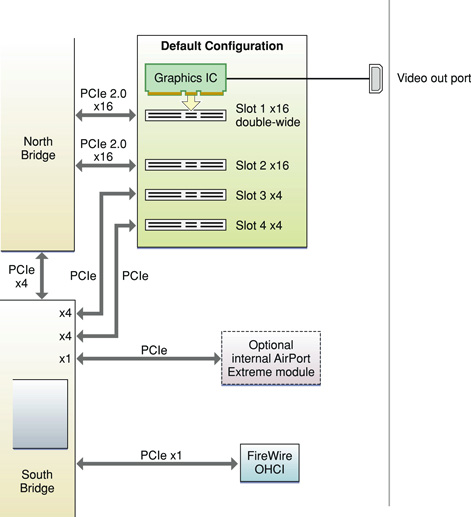 Default Configuration
Graphics IC
Video out port
PCIe 2.0
x16
Slot 1 x16
double-wide
North
Bridge
PCIe 2.0
x16
Slot 2 x16
Slot 3 x4
Slot 4 x4
PCIe
x4
PCIe
PCIe
x4
x4
x1
PCIe
Optional
internal AirPort
Extreme module
PCIe x1
FireWire
OHCI
South
Bridge